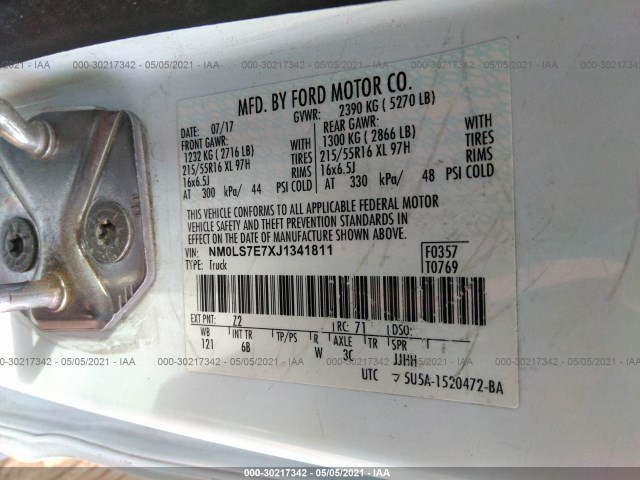 000-30217342 - 05/05/2021 - IAA
MFD. BY FORD MOTOR CO.
DATE: 07/17 GVWR: 2390 KG ( 5270 LB)
FRONT GAWR: WITH REAR GAWR: WITH
1232 KG ( 2716 LB) TIRES 1300 KG ( 2866 LB) TIRES
215/55R16 XL 97H RIMS 215/55R16 XL 97H RIMS
16x6.5J 16x6.5J
AT 300 kPa/ 44 PSI COLD AT 330 kPa/ 48 PSI COLD
THIS VEHICLE CONFORMS TO ALL APPLICABLE FEDERAL MOTOR
VEHICLE SAFETY AND THEFT PREVENTION STANDARDS IN
EFFECT ON THE DATE OF MANUFACTURE SHOWN ABOVE.
VIN: NM0LS7E7XJ1341811 F0357
TYPE: Truck T0769
EXT PNT: Z2 RC: 71 DSO:
WB INT TR TP/PS R AXLE TR SPR
121 6B W 3C JJHH
UTC 5U5A-1520472-BA
000-30217342 - 05/05/2021 - IAA